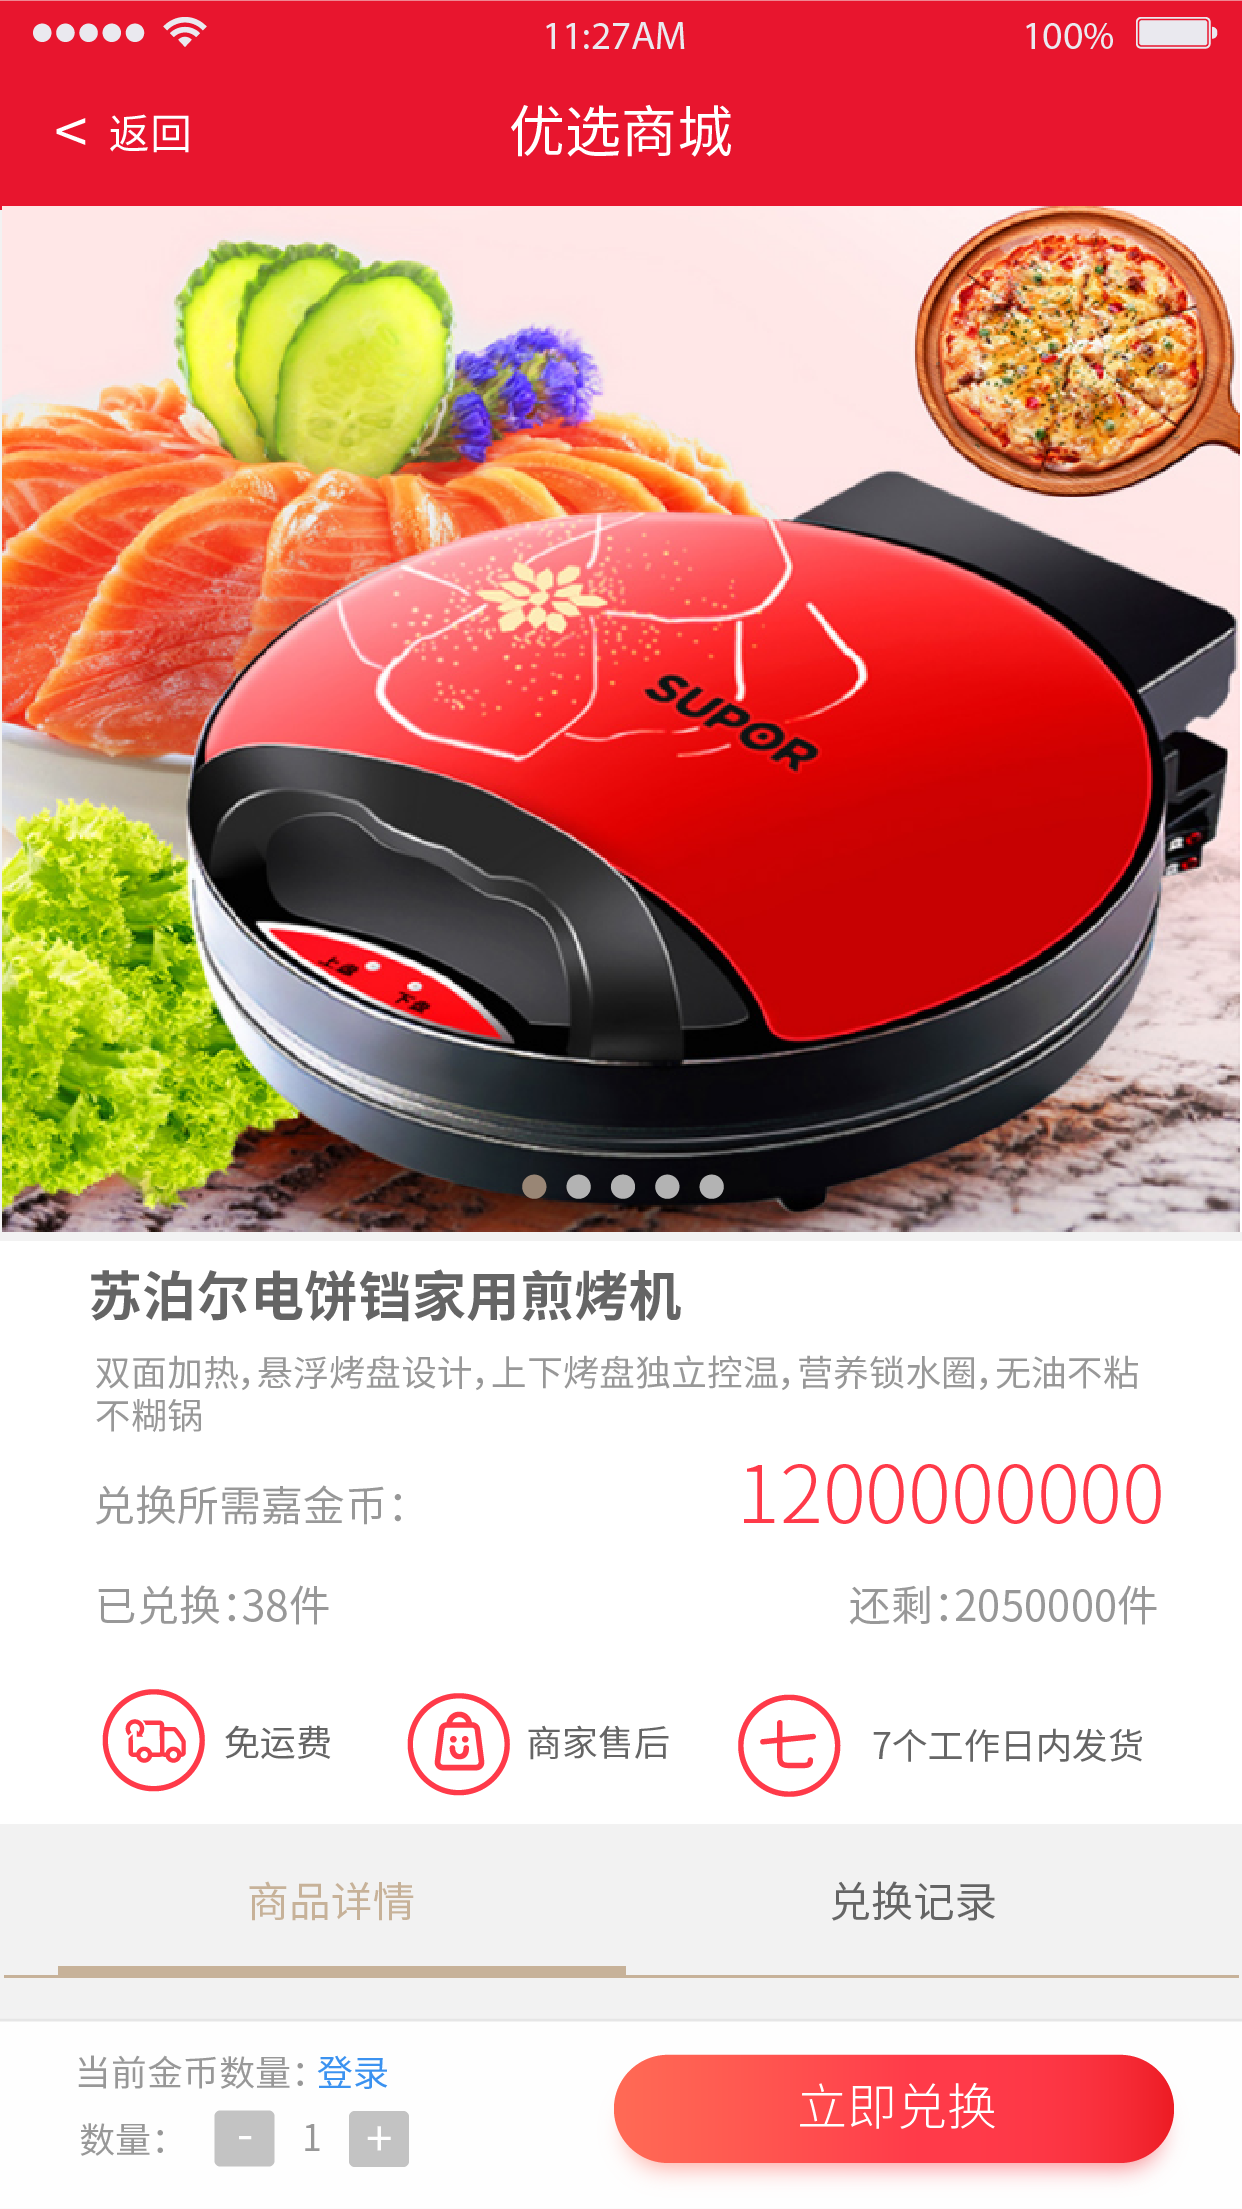 11:27AM
100%
< 返回
优选商城
SUPOR
上盘
下盘
苏泊尔电饼铛家用煎烤机
双面加热，悬浮烤盘设计，上下烤盘独立控温，营养锁水圈，无油不粘
不糊锅
兑换所需嘉金币：
1200000000
已兑换：38件
还剩：2050000件
免运费
商家售后
七
7个工作日内发货
商品详情
兑换记录
当前金币数量：登录
数量：
- 1 +
立即兑换